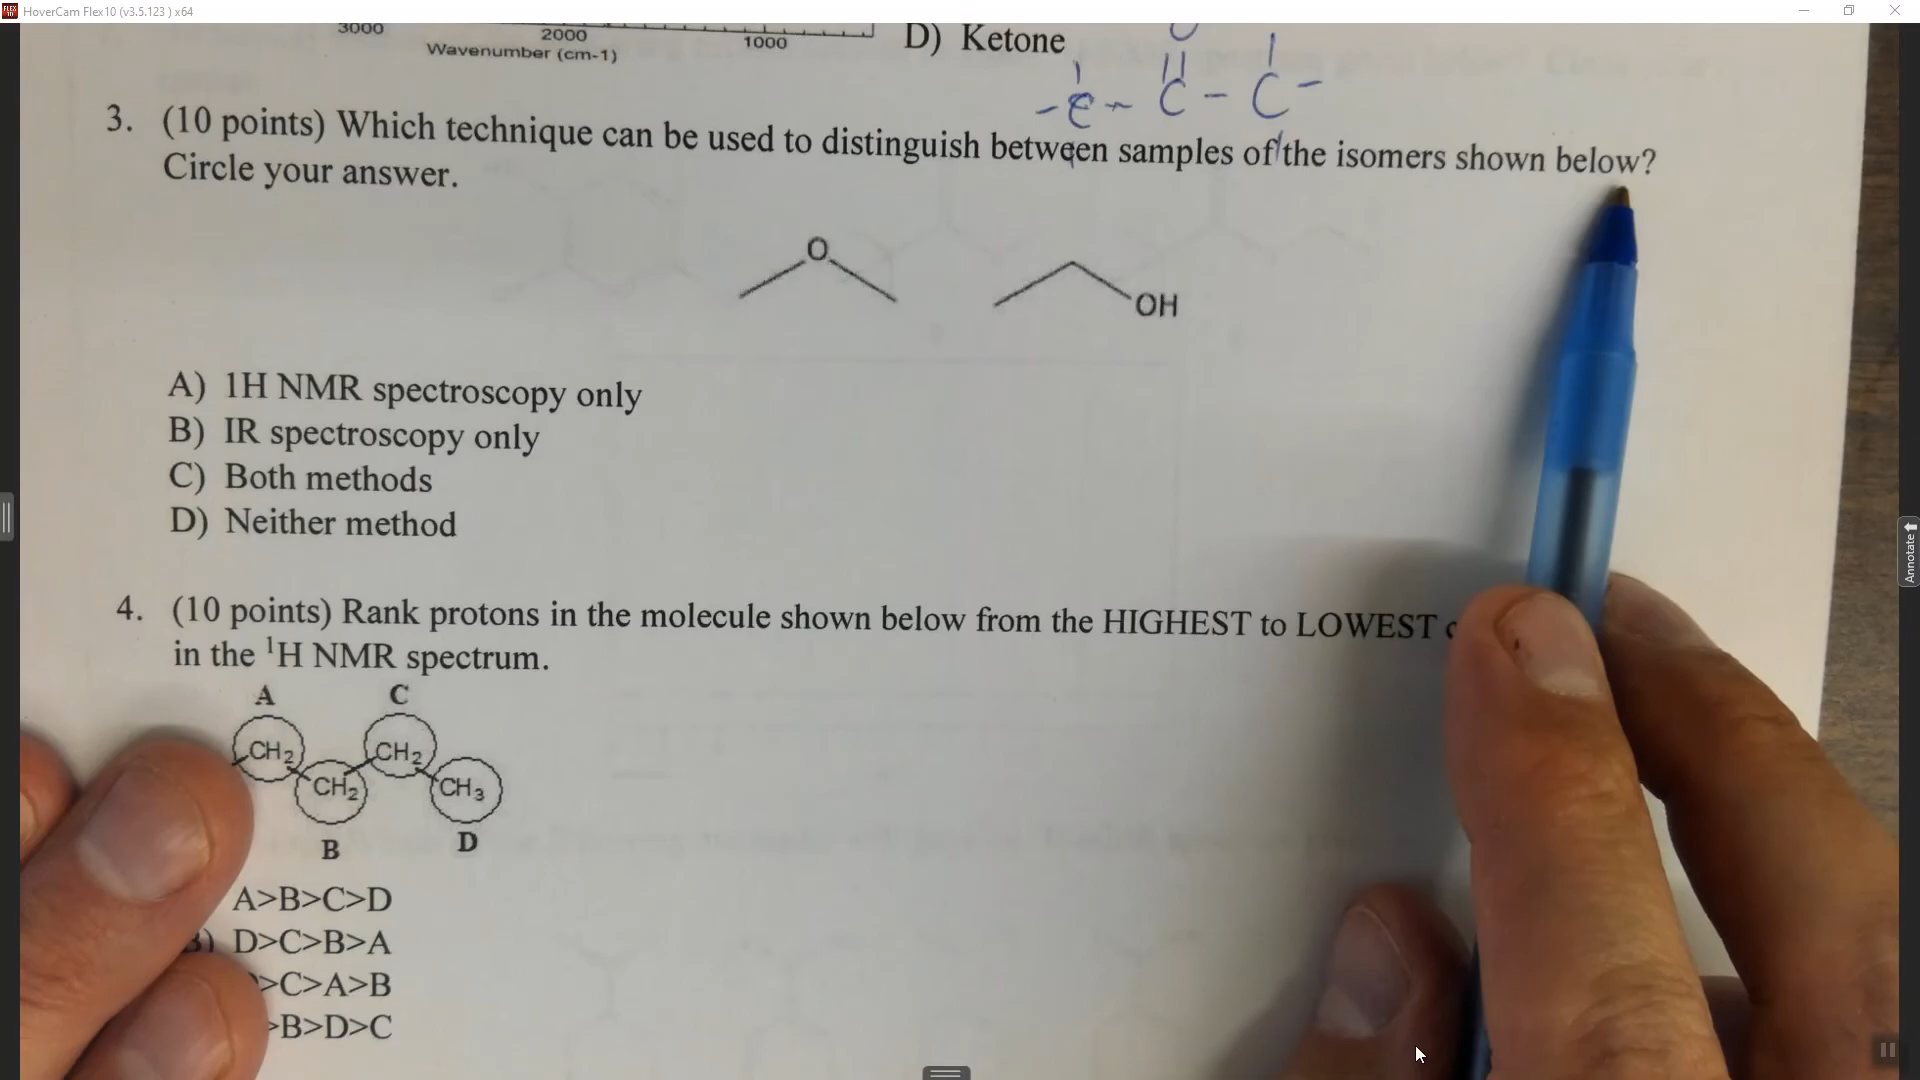 HoverCam Flex10 (v3.5.123 ) x64
3000 2000 1000
Wavenumber (cm-1)
D) Ketone
- C - C - C -
3. (10 points) Which technique can be used to distinguish between samples of the isomers shown below?
Circle your answer.
O
OH
A) 1H NMR spectroscopy only
B) IR spectroscopy only
C) Both methods
D) Neither method
4. (10 points) Rank protons in the molecule shown below from the HIGHEST to LOWEST
in the ¹H NMR spectrum.
A C
CH₂ CH₂
CH₂ CH₃
B D
A>B>C>D
B) D>C>B>A
>C>A>B
>B>D>C
Annotate